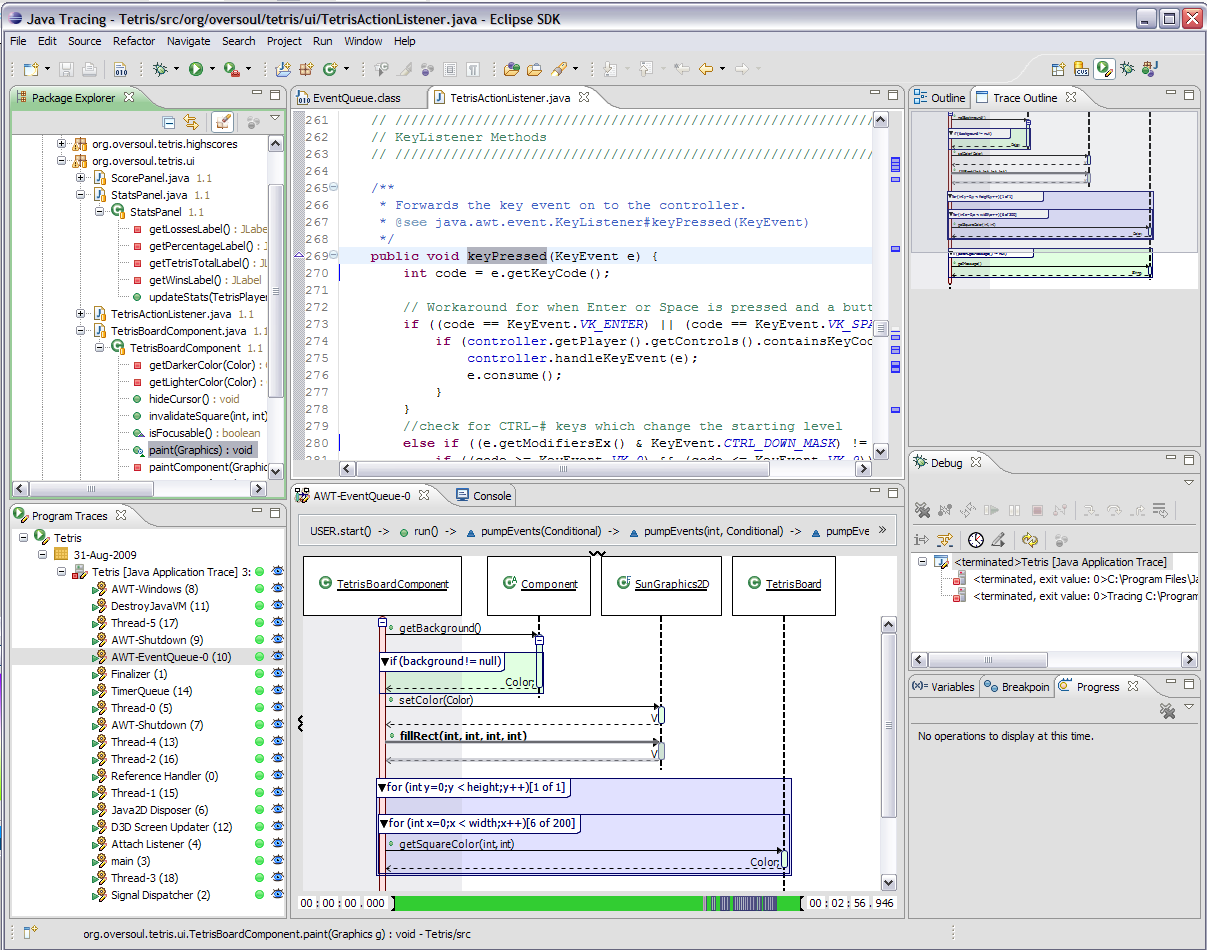 Java Tracing - Tetris/src/org/oversoul/tetris/ui/TetrisActionListener.java - Eclipse SDK
File Edit Source Refactor Navigate Search Project Run Window Help
Package Explorer
org.oversoul.tetris.highscores
org.oversoul.tetris.ui
ScorePanel.java 1.1
StatsPanel.java 1.1
StatsPanel 1.1
getLossesLabel() : JLabe
getPercentageLabel() : J
getTetrisTotalLabel() : JL
getWinsLabel() : JLabel
updateStats(TetrisPlayer
TetrisActionListener.java 1.1
TetrisBoardComponent.java 1.1
TetrisBoardComponent 1.1
getDarkerColor(Color) :
getLighterColor(Color) :
hideCursor() : void
invalidateSquare(int, int)
isFocusable() : boolean
paint(Graphics) : void
paintComponent(Graphic
EventQueue.class TetrisActionListener.java
261 // ////////////////////////////////////////////////////////////
262 // KeyListener Methods
263 // ////////////////////////////////////////////////////////////
264
265 /**
266 * Forwards the key event on to the controller.
267 * @see java.awt.event.KeyListener#keyPressed(KeyEvent)
268 */
269 public void keyPressed(KeyEvent e) {
270 int code = e.getKeyCode();
271
272 // Workaround for when Enter or Space is pressed and a butt
273 if ((code == KeyEvent.VK_ENTER) || (code == KeyEvent.VK_SPA
274 if (controller.getPlayer().getControls().containsKeyCod
275 controller.handleKeyEvent(e);
276 e.consume();
277 }
278 }
279 //check for CTRL-# keys which change the starting level
280 else if ((e.getModifiersEx() & KeyEvent.CTRL_DOWN_MASK) !=
281 if ((code >= KeyEvent.VK_0) && (code <= KeyEvent.VK_9))
Outline Trace Outline
Program Traces
Tetris
31-Aug-2009
Tetris [Java Application Trace] 3:
AWT-Windows (8)
DestroyJavaVM (11)
Thread-5 (17)
AWT-Shutdown (9)
AWT-EventQueue-0 (10)
Finalizer (1)
TimerQueue (14)
Thread-0 (5)
AWT-Shutdown (7)
Thread-4 (13)
Thread-2 (16)
Reference Handler (0)
Thread-1 (15)
Java2D Disposer (6)
D3D Screen Updater (12)
Attach Listener (4)
main (3)
Thread-3 (18)
Signal Dispatcher (2)
AWT-EventQueue-0 Console
USER.start() -> run() -> pumpEvents(Conditional) -> pumpEvents(int, Conditional) -> pumpEve »
TetrisBoardComponent Component SunGraphics2D TetrisBoard
getBackground()
if (background != null)
Color;
setColor(Color)
V
fillRect(int, int, int, int)
V
for (int y=0;y < height;y++)[1 of 1]
for (int x=0;x < width;x++)[6 of 200]
getSquareColor(int, int)
Color;
00:00:00.000 00:02:56.946
Debug
<terminated>Tetris [Java Application Trace]
<terminated, exit value: 0>C:\Program Files\Ja
<terminated, exit value: 0>Tracing C:\Program
Variables Breakpoin Progress
No operations to display at this time.
org.oversoul.tetris.ui.TetrisBoardComponent.paint(Graphics g) : void - Tetris/src